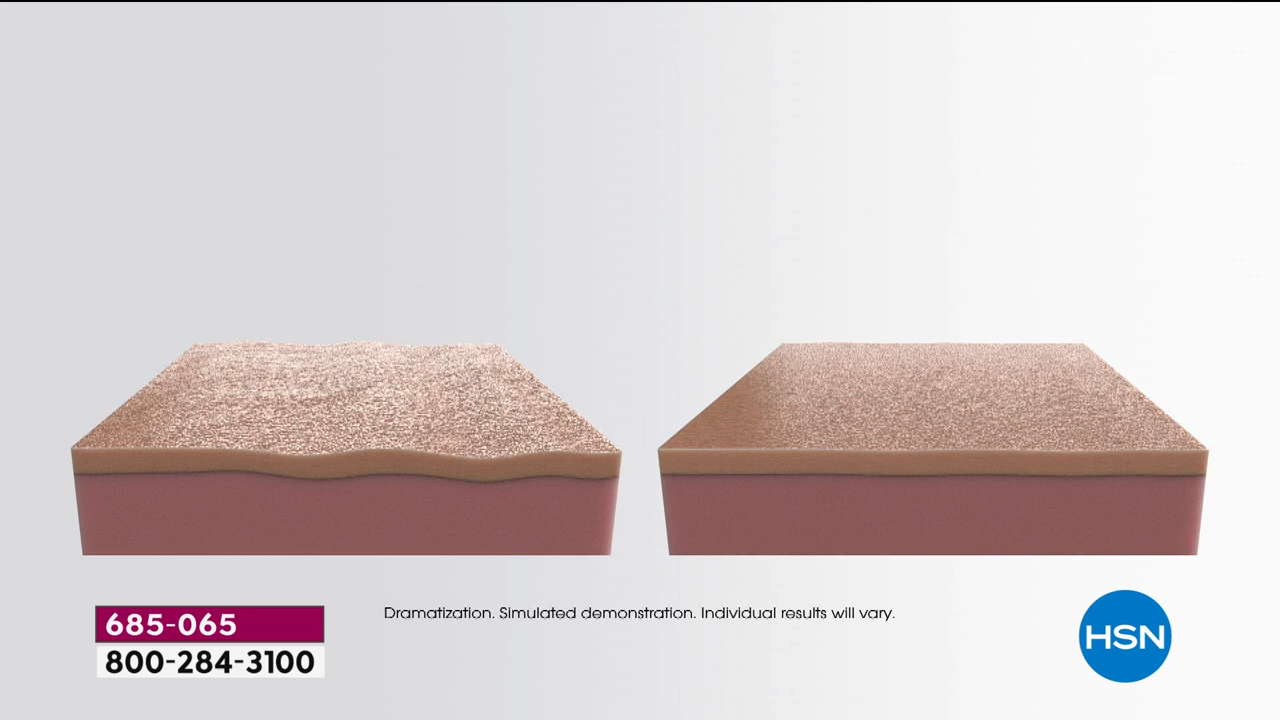 685-065
800-284-3100
Dramatization. Simulated demonstration. Individual results will vary.
HSN